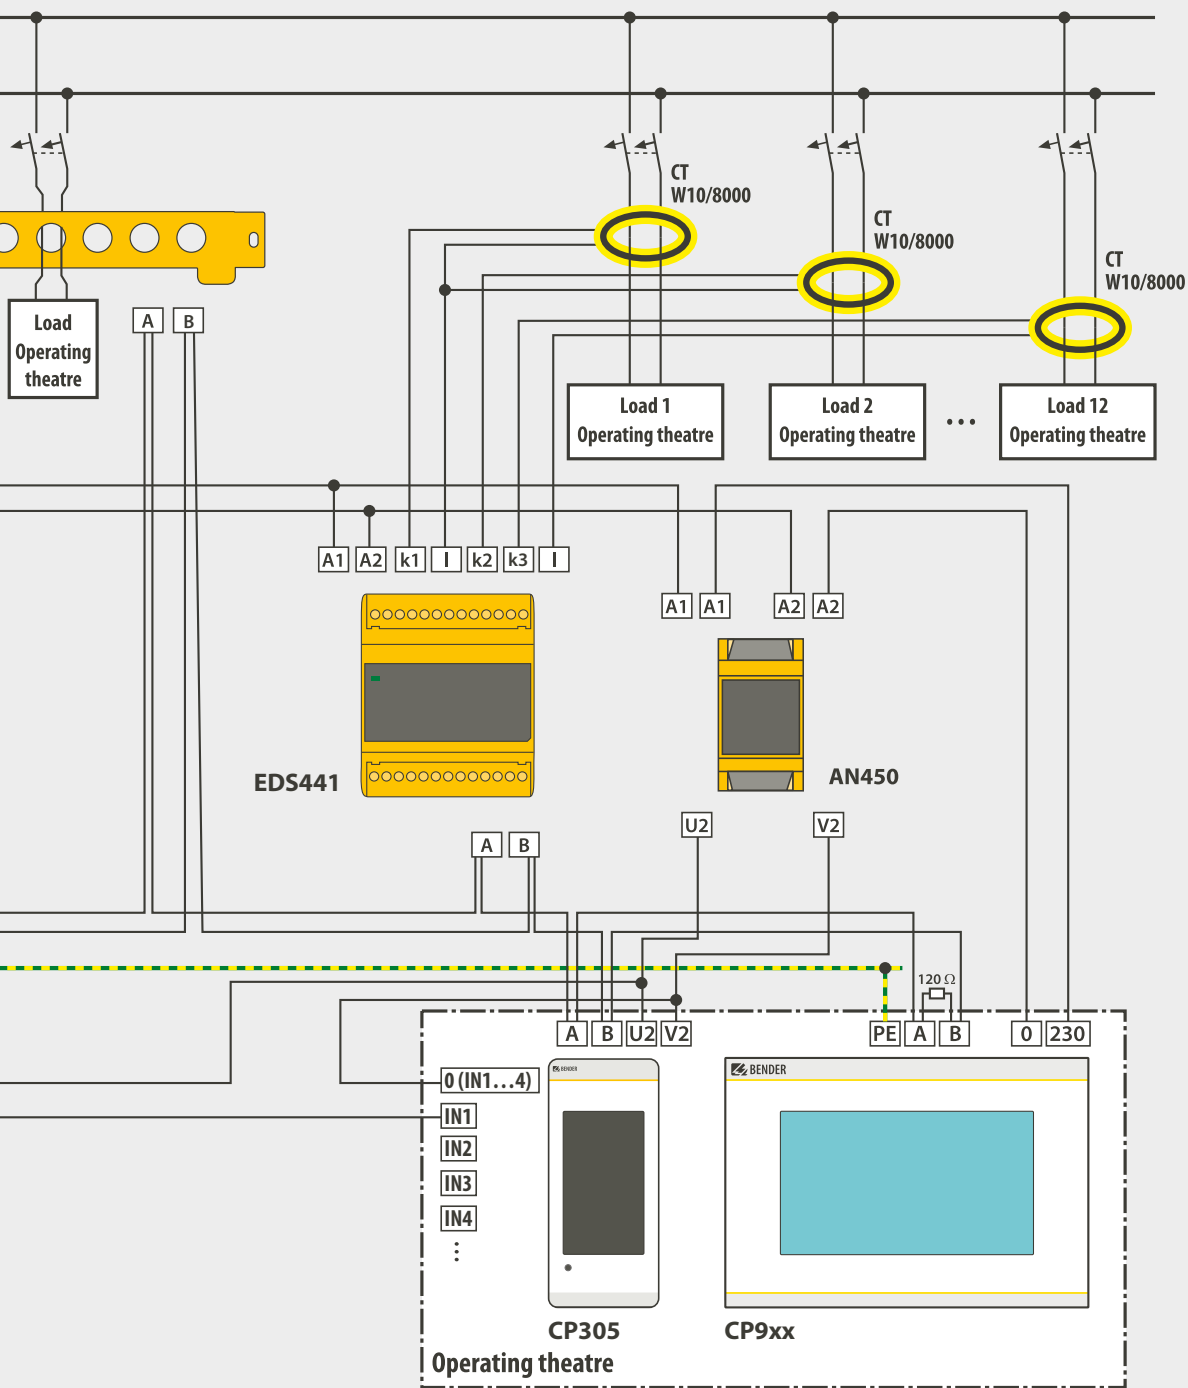 CT
W10/8000
CT
W10/8000
CT
W10/8000
Load
Operating
theatre
A
B
Load 1
Operating theatre
Load 2
Operating theatre
...
Load 12
Operating theatre
A1
A2
k1
l
k2
k3
l
A1
A1
A2
A2
EDS441
AN450
U2
V2
A
B
120 Ω
A
B
U2
V2
PE
A
B
0
230
0 (IN1...4)
IN1
IN2
IN3
IN4
BENDER
BENDER
CP305
CP9xx
Operating theatre